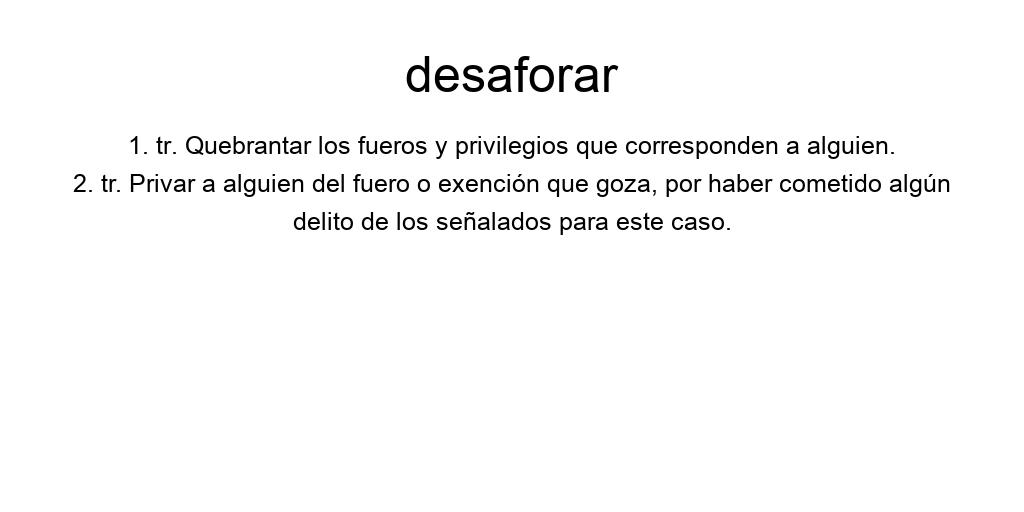 desaforar
1. tr. Quebrantar los fueros y privilegios que corresponden a alguien.
2. tr. Privar a alguien del fuero o exención que goza, por haber cometido algún
delito de los señalados para este caso.